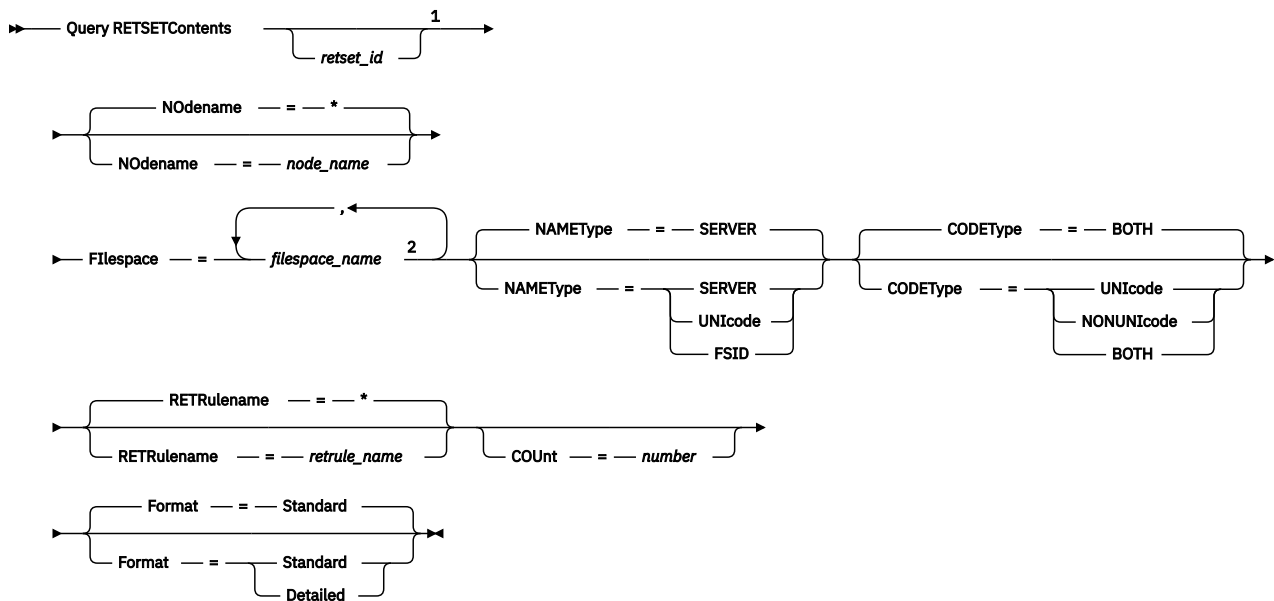 Query RETSETContents 1
retset_id
NOdename = *
NOdename = node_name
,
FIlespace = filespace_name 2
NAMEType = SERVER
NAMEType = SERVER
UNIcode
FSID
CODEType = BOTH
CODEType = UNIcode
NONUNIcode
BOTH
RETRulename = *
RETRulename = retrule_name
COUnt = number
Format = Standard
Format = Standard
Detailed